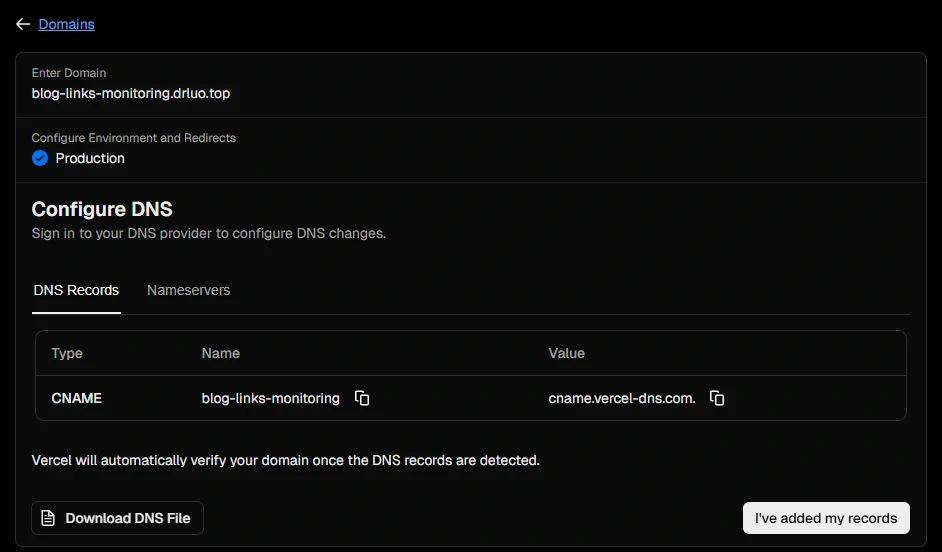 Domains
Enter Domain
blog-links-monitoring.drluo.top
Configure Environment and Redirects
Production
Configure DNS
Sign in to your DNS provider to configure DNS changes.
DNS Records Nameservers
Type Name Value
CNAME blog-links-monitoring cname.vercel-dns.com.
Vercel will automatically verify your domain once the DNS records are detected.
Download DNS File I've added my records